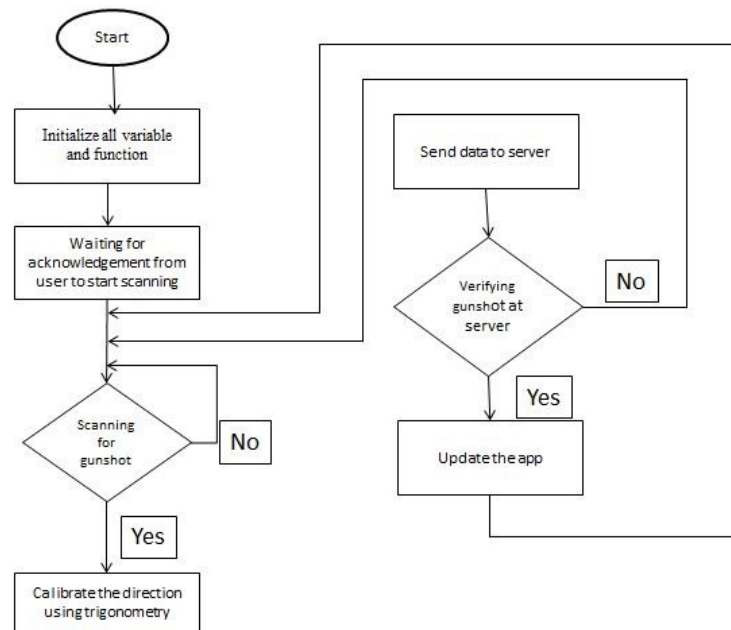 Start
Initialize all variable
and function
Waiting for
acknowledgement from
user to start scanning
Scanning
for
gunshot
No
Yes
Calibrate the direction
using trigonometry
Send data to server
Verifying
gunshot at
server
No
Yes
Update the app